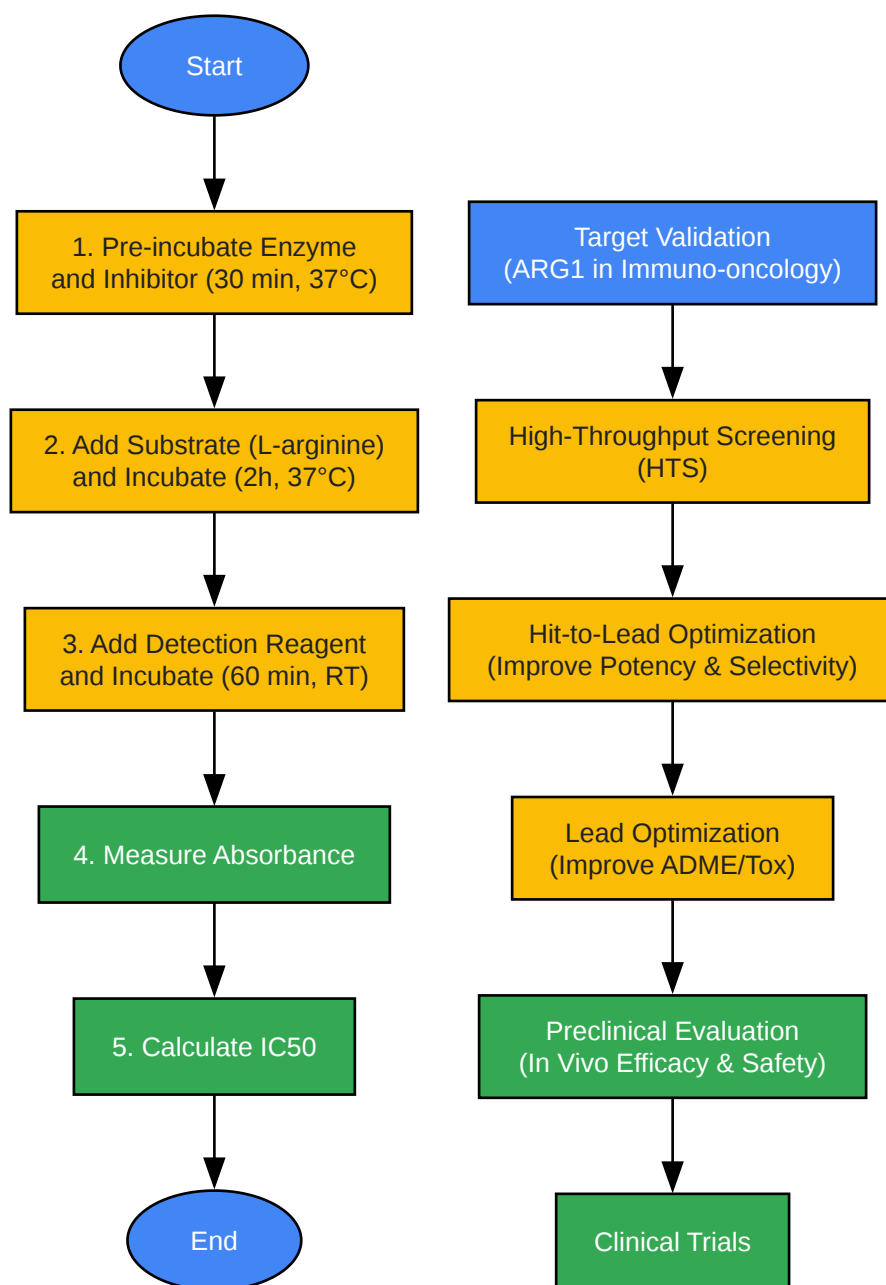 Start
1. Pre-incubate Enzyme
and Inhibitor (30 min, 37°C)
2. Add Substrate (L-arginine)
and Incubate (2h, 37°C)
3. Add Detection Reagent
and Incubate (60 min, RT)
4. Measure Absorbance
5. Calculate IC50
End
Target Validation
(ARG1 in Immuno-oncology)
High-Throughput Screening
(HTS)
Hit-to-Lead Optimization
(Improve Potency & Selectivity)
Lead Optimization
(Improve ADME/Tox)
Preclinical Evaluation
(In Vivo Efficacy & Safety)
Clinical Trials